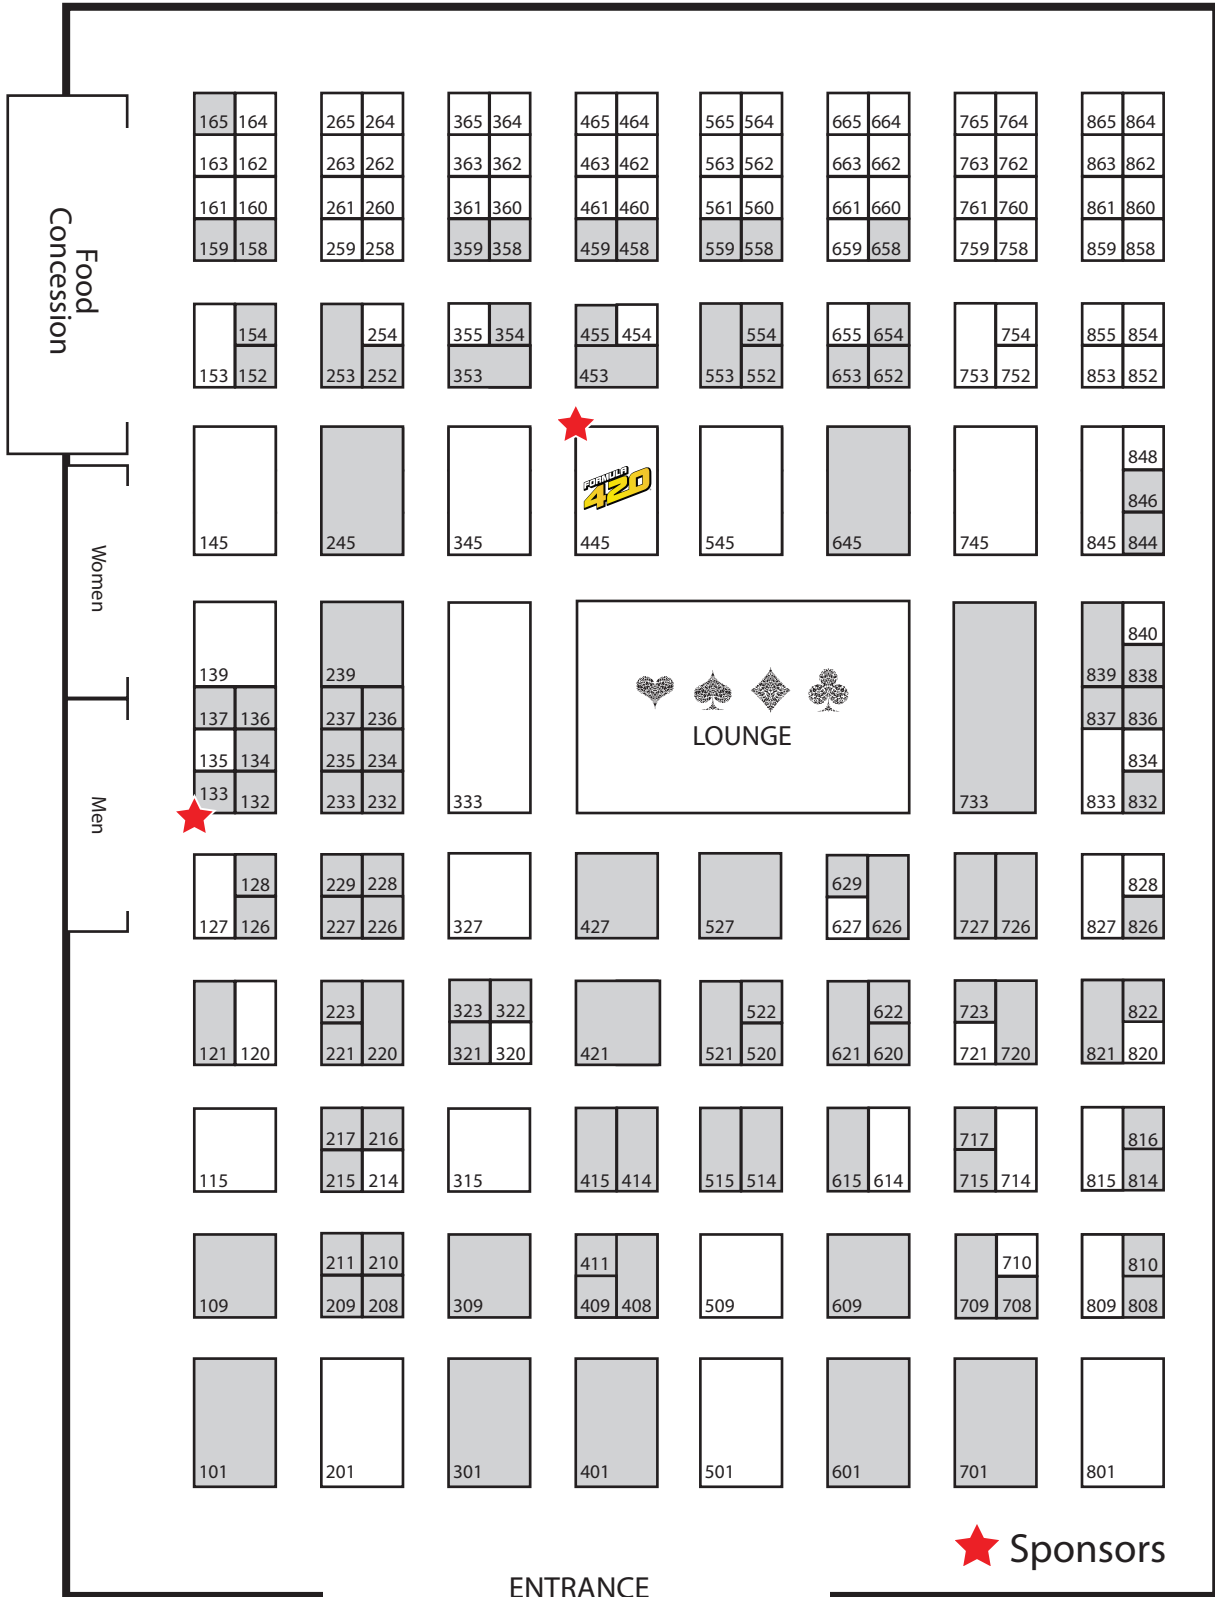 165 164 265 264 365 364 465 464 565 564 665 664 765 764 865 864
163 162 263 262 363 362 463 462 563 562 663 662 763 762 863 862
161 160 261 260 361 360 461 460 561 560 661 660 761 760 861 860
159 158 259 258 359 358 459 458 559 558 659 658 759 758 859 858
Food
Concession
154 254 355 354 455 454 554 655 654 754 855 854
153 152 253 252 353 453 553 552 653 652 753 752 853 852
848
FORMULA
420
846
145 245 345 445 545 645 745 845 844
Women
840
139 239 839 838
137 136 237 236 837 836
LOUNGE
135 134 235 234 834
133 132 233 232 333 733 833 832
Men
128 229 228 629 828
127 126 227 226 327 427 527 627 626 727 726 827 826
223 323 322 522 622 723 822
121 120 221 220 321 320 421 521 520 621 620 721 720 821 820
217 216 717 816
115 215 214 315 415 414 515 514 615 614 715 714 815 814
211 210 411 710 810
109 209 208 309 409 408 509 609 709 708 809 808
101 201 301 401 501 601 701 801
Sponsors
ENTRANCE